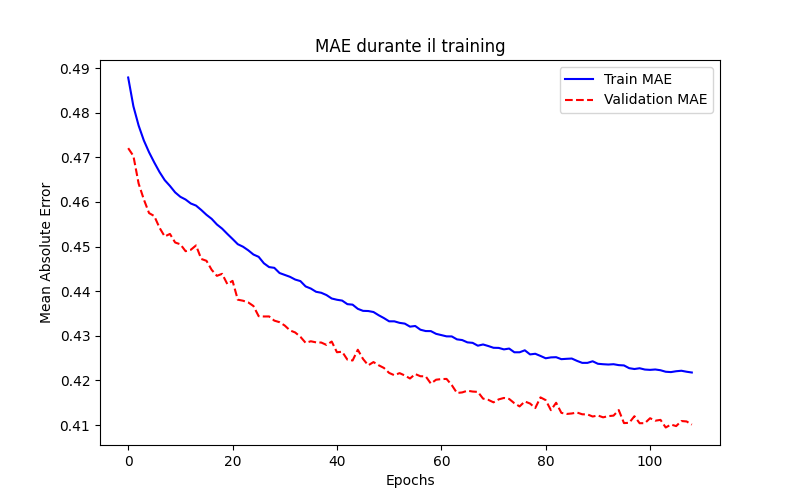 MAE durante il training
Train MAE
Validation MAE
Mean Absolute Error
0.49
0.48
0.47
0.46
0.45
0.44
0.43
0.42
0.41
0 20 40 60 80 100
Epochs